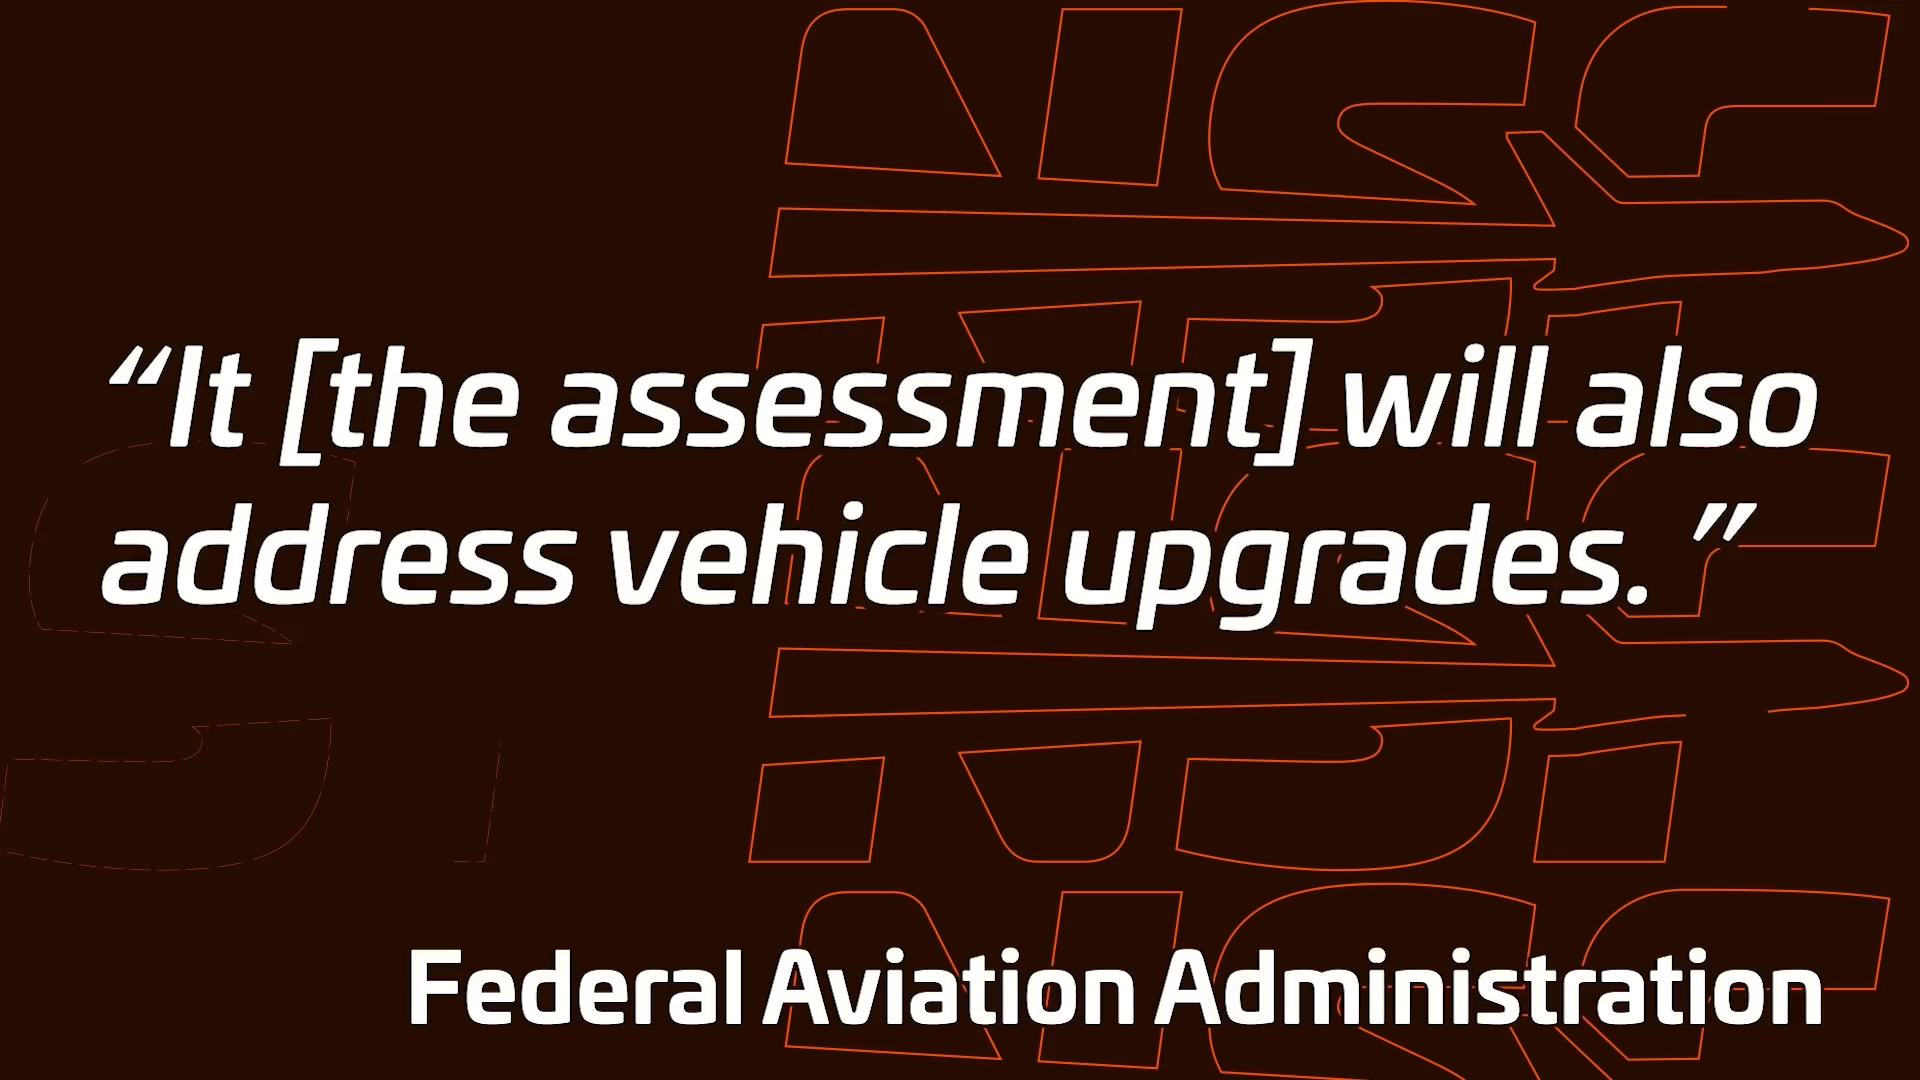 “It [the assessment] will also
address vehicle upgrades.”
Federal Aviation Administration